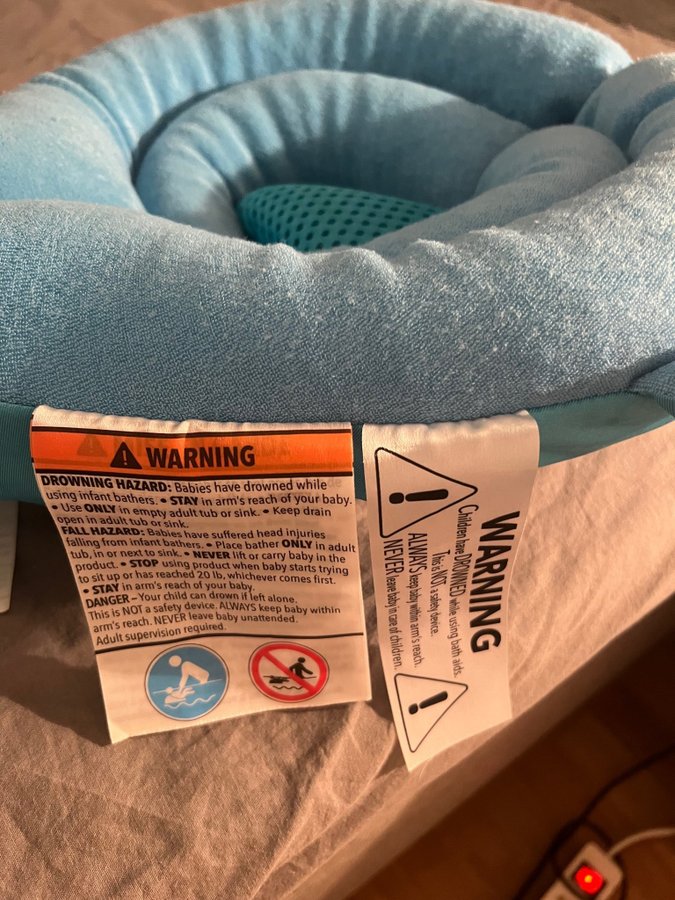 WARNING
DROWNING HAZARD: Babies have drowned while
using infant bathers. • STAY in arm's reach of your baby.
• Use ONLY in empty adult tub or sink. • Keep drain
open in adult tub or sink.
FALL HAZARD: Babies have suffered head injuries
falling from infant bathers. • Place bather ONLY in adult
tub, in or next to sink. • NEVER lift or carry baby in the
product. • STOP using product when baby starts trying
to sit up or has reached 20 lb, whichever comes first.
• STAY in arm's reach of your baby.
DANGER – Your child can drown if left alone.
This is NOT a safety device. ALWAYS keep baby within
arm's reach. NEVER leave baby unattended.
Adult supervision required.
WARNING
Children have DROWNED while using bath aids.
This is NOT a safety device.
ALWAYS keep baby within arm's reach.
NEVER leave baby in care of children.